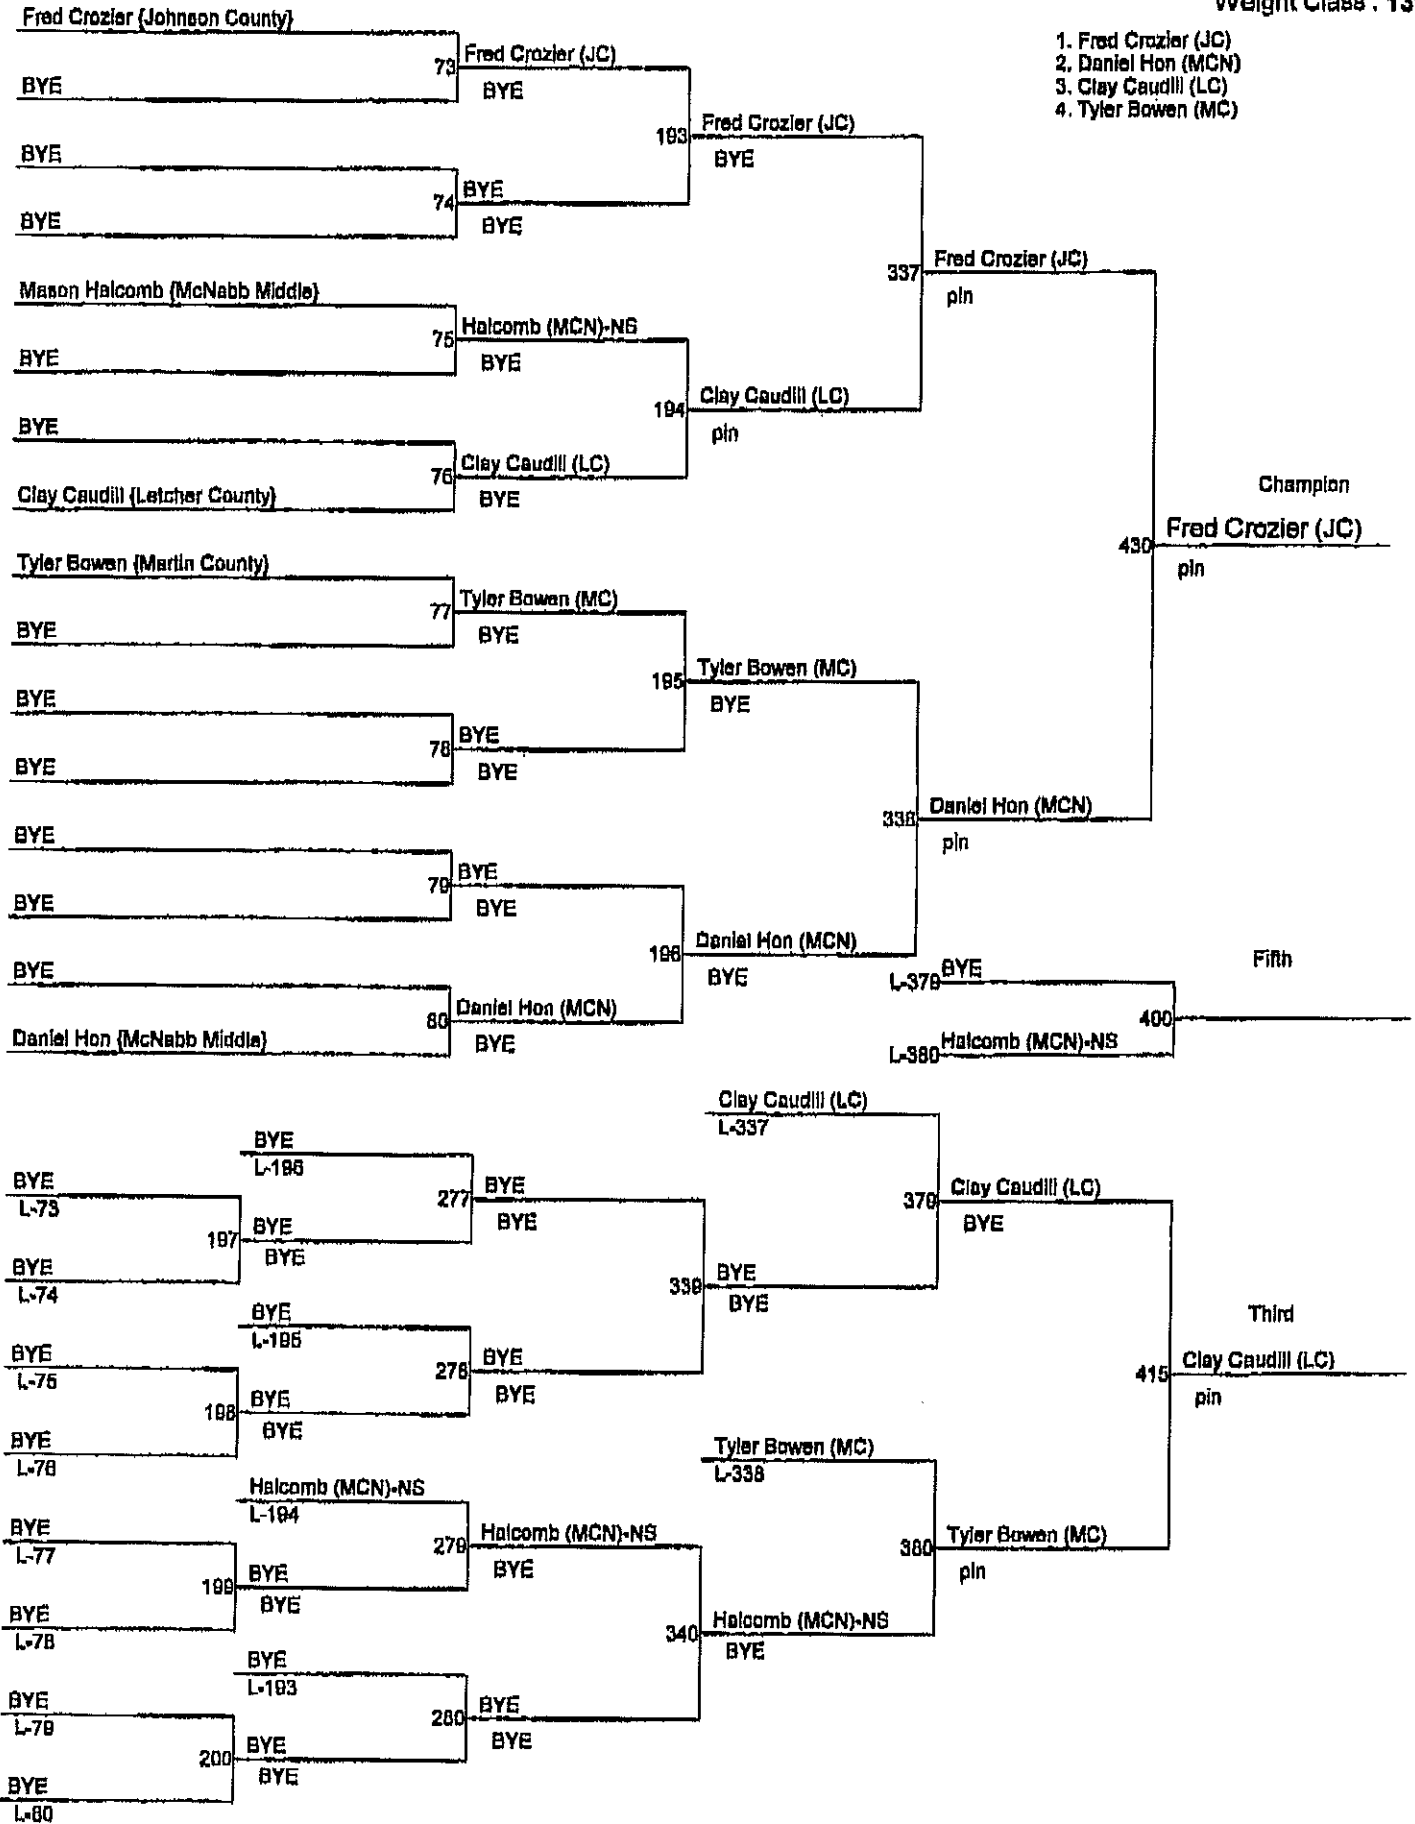 Weight Class : 13
1. Fred Crozier (JC)
2. Daniel Hon (MCN)
3. Clay Caudill (LC)
4. Tyler Bowen (MC)
Fred Crozier {Johnson County}
73
Fred Crozier (JC)
BYE
BYE
193
Fred Crozier (JC)
BYE
BYE
74
BYE
BYE
BYE
337
Fred Crozier (JC)
pin
Mason Halcomb {McNabb Middle}
75
Halcomb (MCN)-NS
BYE
BYE
194
Clay Caudill (LC)
pin
BYE
76
Clay Caudill (LC)
BYE
Clay Caudill {Letcher County}
Champion
430
Fred Crozier (JC)
pin
Tyler Bowen {Martin County}
77
Tyler Bowen (MC)
BYE
BYE
195
Tyler Bowen (MC)
BYE
BYE
78
BYE
BYE
BYE
338
Daniel Hon (MCN)
pin
BYE
79
BYE
BYE
BYE
196
Daniel Hon (MCN)
BYE
BYE
80
Daniel Hon (MCN)
BYE
Daniel Hon {McNabb Middle}
Fifth
L-379
BYE
400
L-380
Halcomb (MCN)-NS
Clay Caudill (LC)
L-337
BYE
L-196
BYE
L-73
277
BYE
BYE
379
Clay Caudill (LC)
BYE
197
BYE
BYE
BYE
L-74
339
BYE
BYE
BYE
L-195
Third
BYE
L-75
278
BYE
BYE
415
Clay Caudill (LC)
pin
198
BYE
BYE
BYE
L-76
Tyler Bowen (MC)
L-338
Halcomb (MCN)-NS
L-194
BYE
L-77
279
Halcomb (MCN)-NS
BYE
380
Tyler Bowen (MC)
pin
199
BYE
BYE
BYE
L-78
340
Halcomb (MCN)-NS
BYE
BYE
L-193
BYE
L-79
280
BYE
BYE
200
BYE
BYE
BYE
L-80